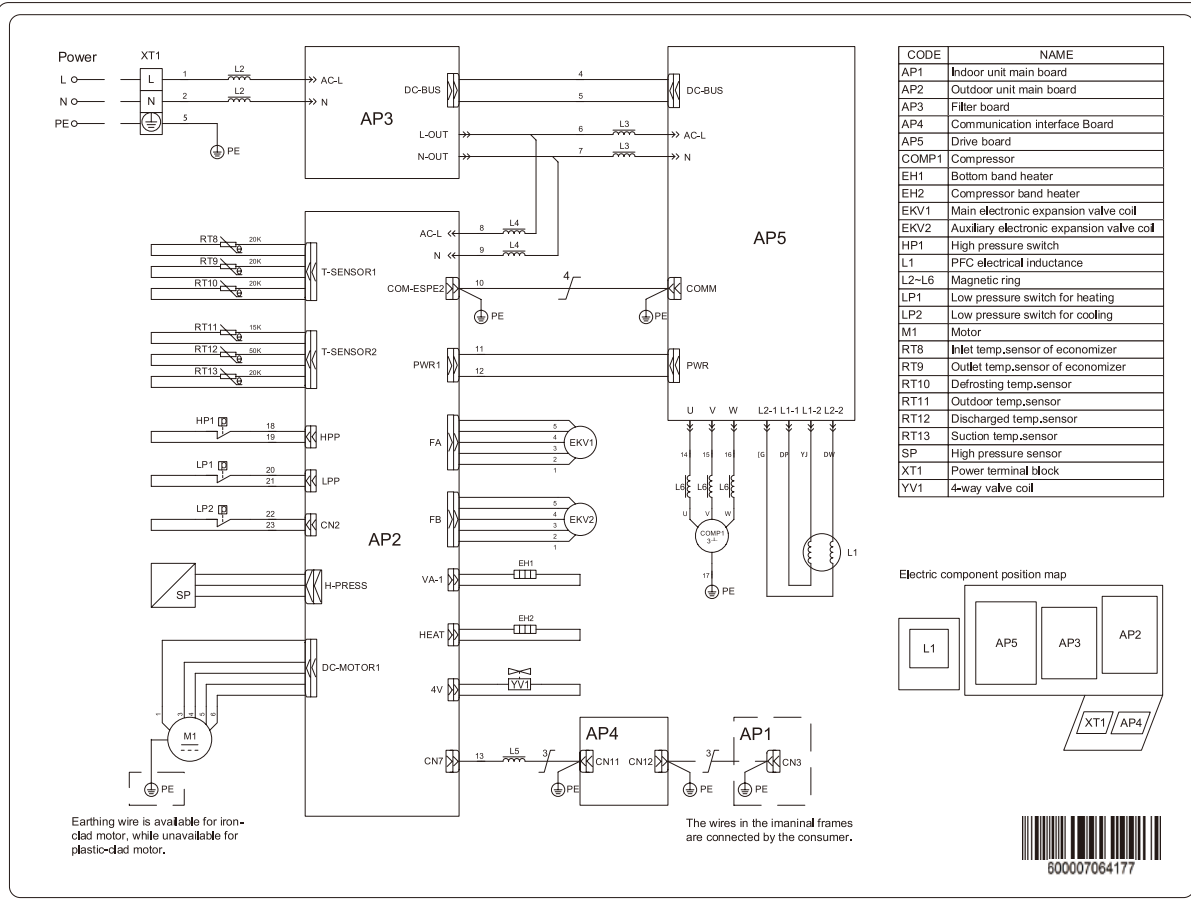 Power
XT1
L
L
1
L2
AC-L
N
N
2
L2
N
PE
5
PE
AP3
DC-BUS
4
5
DC-BUS
L-OUT
6
L3
AC-L
N-OUT
7
L3
N
AC-L
8
L4
N
9
L4
AP5
RT8
20K
RT9
20K
RT10
20K
T-SENSOR1
COM-ESPE2
10
4
COMM
PE
PE
RT11
15K
RT12
50K
RT13
20K
T-SENSOR2
PWR1
11
12
PWR
HP1
18
19
HPP
LP1
20
21
LPP
LP2
22
23
CN2
AP2
FA
5
4
3
2
1
EKV1
FB
5
4
3
2
1
EKV2
U V W L2-1 L1-1 L1-2 L2-2
14 15 16 DP YJ DW
L6 L6 L6
U V W
COMP1
3~
17
PE
L1
SP
H-PRESS
VA-1
EH1
HEAT
EH2
4V
YV1
DC-MOTOR1
1 3 4 5 6
M1
PE
CN7
13
L5
3
AP4
CN11
CN12
PE
PE
3
AP1
CN3
PE
Earthing wire is available for iron-
clad motor, while unavailable for
plastic-clad motor.
The wires in the imaninal frames
are connected by the consumer.
CODE NAME
AP1 Indoor unit main board
AP2 Outdoor unit main board
AP3 Filter board
AP4 Communication interface Board
AP5 Drive board
COMP1 Compressor
EH1 Bottom band heater
EH2 Compressor band heater
EKV1 Main electronic expansion valve coil
EKV2 Auxiliary electronic expansion valve coil
HP1 High pressure switch
L1 PFC electrical inductance
L2~L6 Magnetic ring
LP1 Low pressure switch for heating
LP2 Low pressure switch for cooling
M1 Motor
RT8 Inlet temp.sensor of economizer
RT9 Outlet temp.sensor of economizer
RT10 Defrosting temp.sensor
RT11 Outdoor temp.sensor
RT12 Discharged temp.sensor
RT13 Suction temp.sensor
SP High pressure sensor
XT1 Power terminal block
YV1 4-way valve coil
Electric component position map
L1
AP5
AP3
AP2
XT1
AP4
600007064177